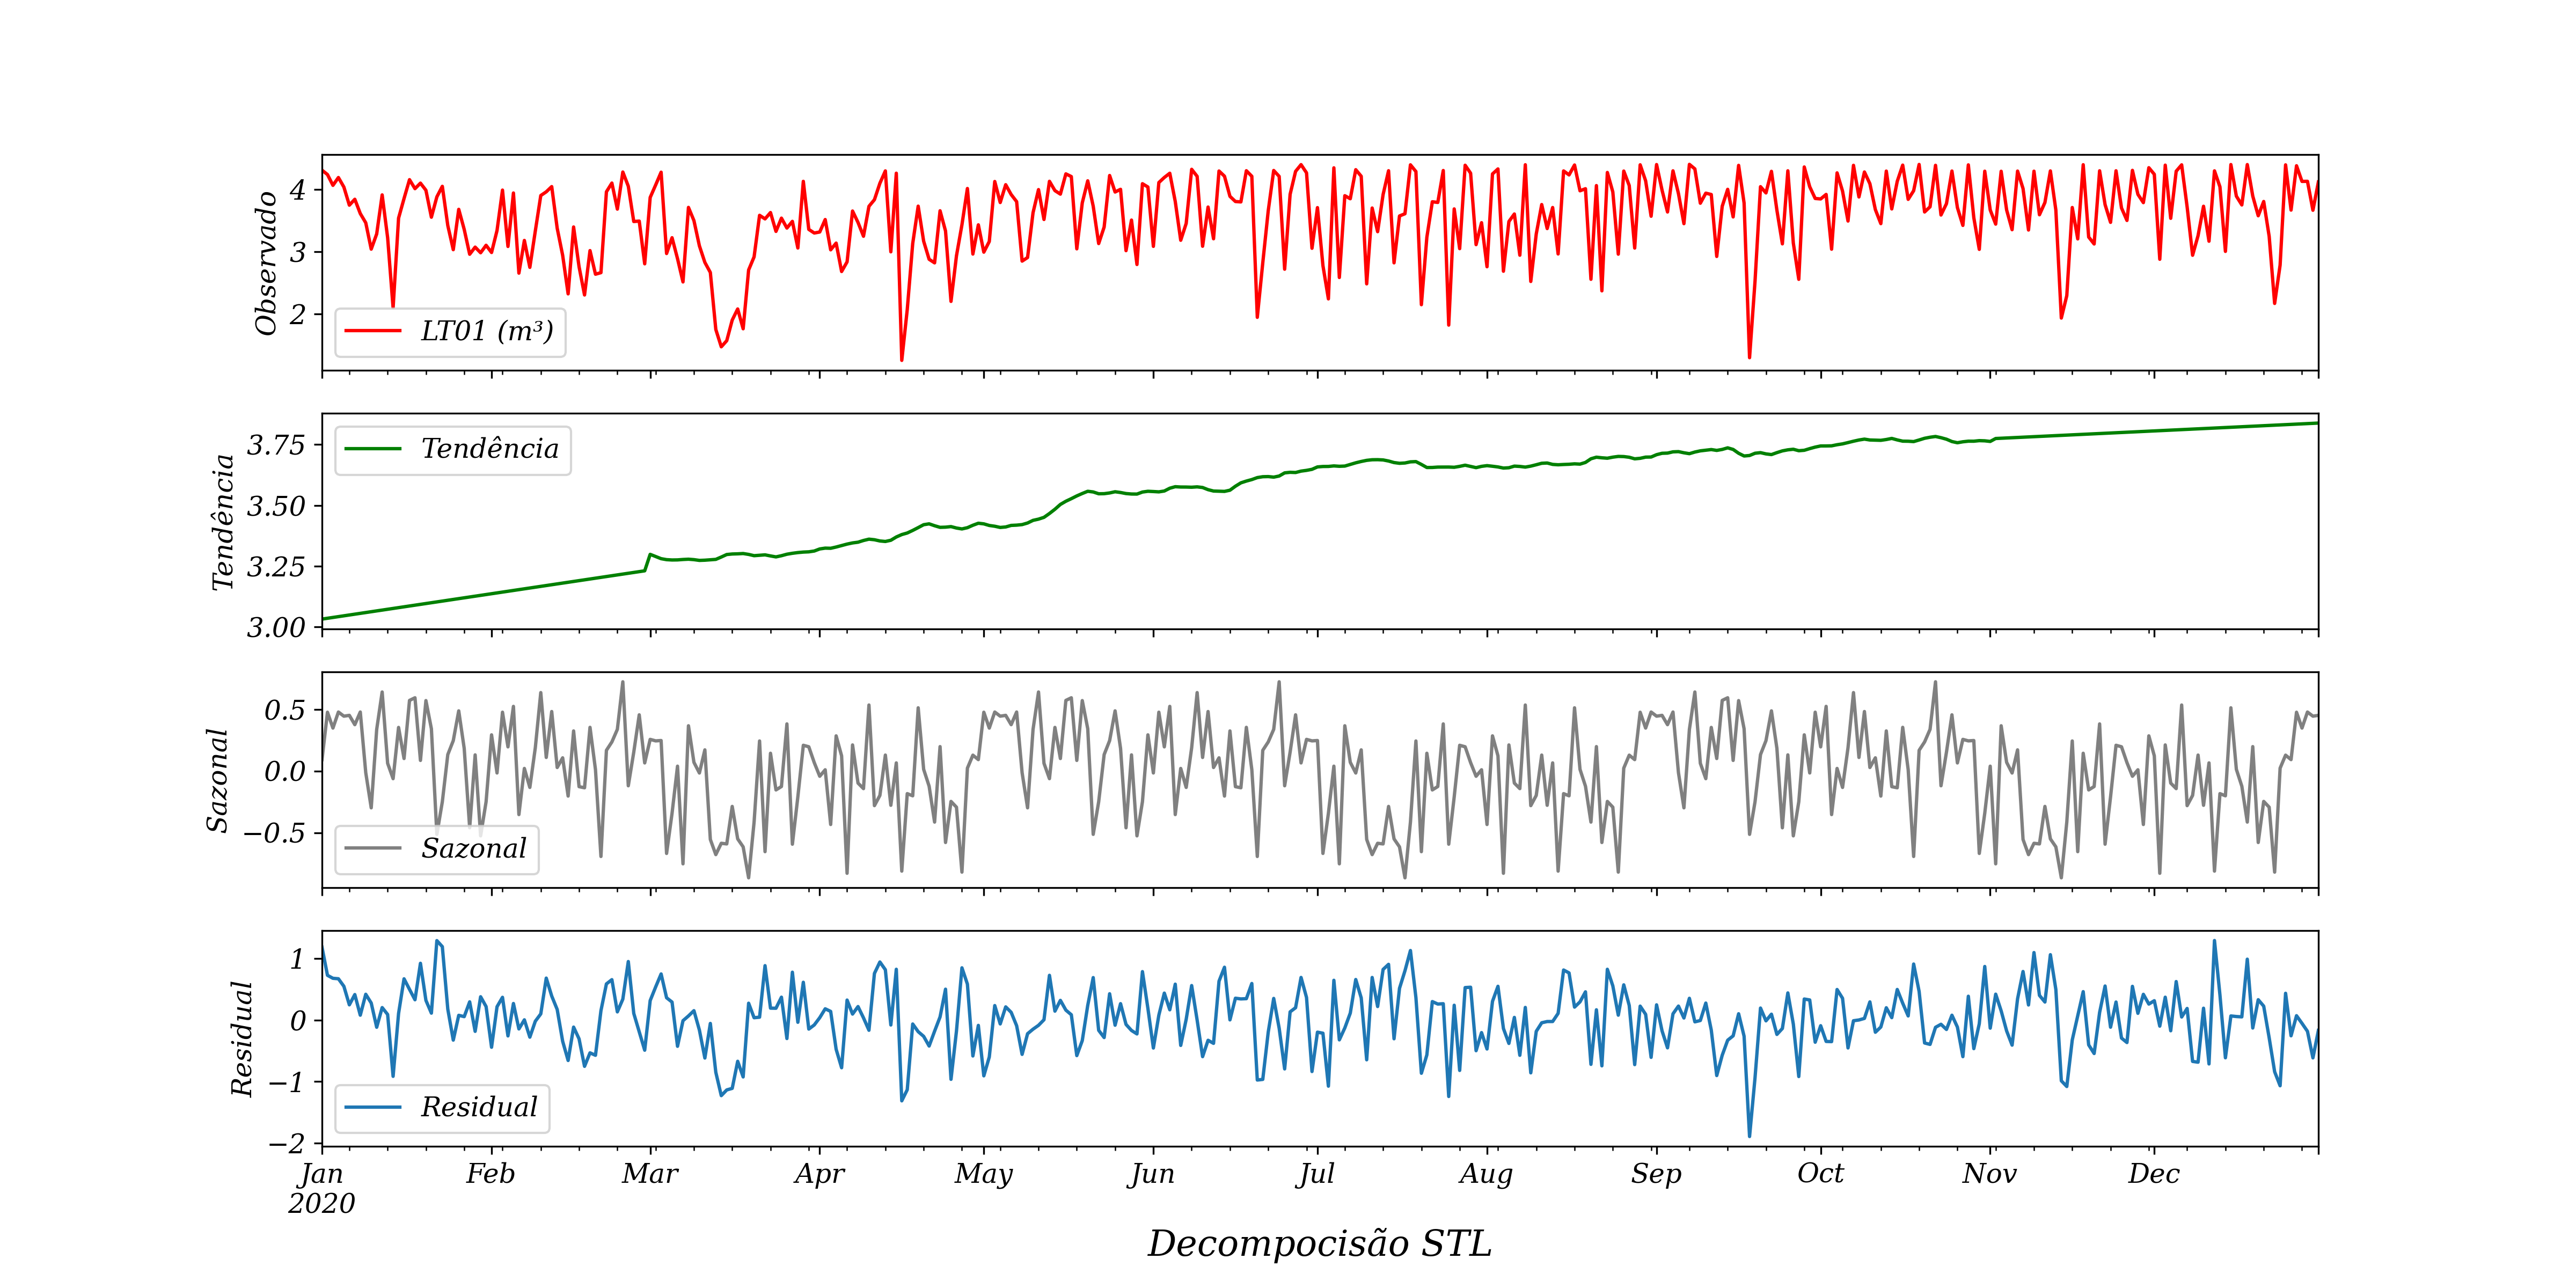 Observado
4
3
2
LT01 (m³)
Tendência
3.75
3.50
3.25
3.00
Tendência
Sazonal
0.5
0.0
−0.5
Sazonal
Residual
1
0
−1
−2
Residual
Jan Feb Mar Apr May Jun Jul Aug Sep Oct Nov Dec
2020
Decompocisão STL